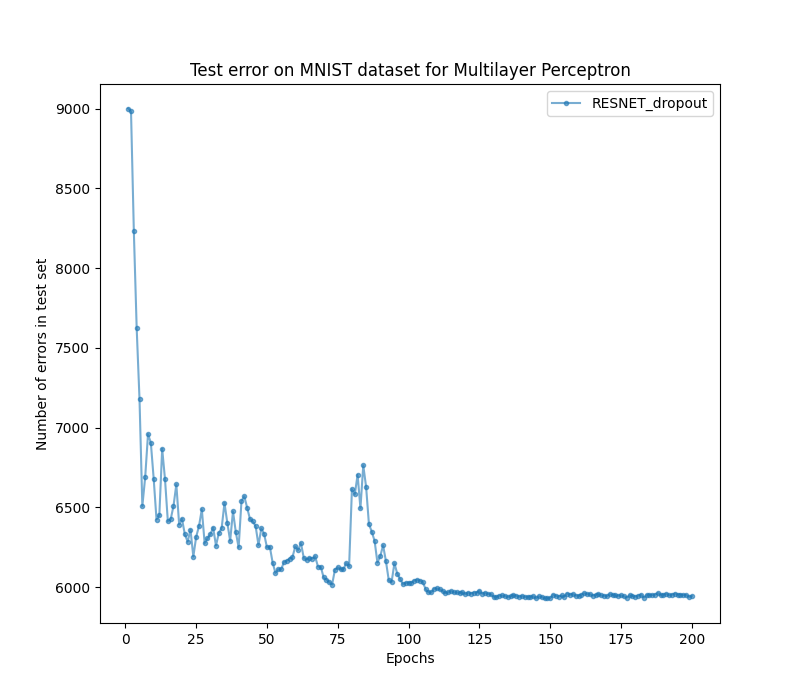 Test error on MNIST dataset for Multilayer Perceptron
RESNET_dropout
9000
8500
8000
7500
7000
6500
6000
Number of errors in test set
0 25 50 75 100 125 150 175 200
Epochs